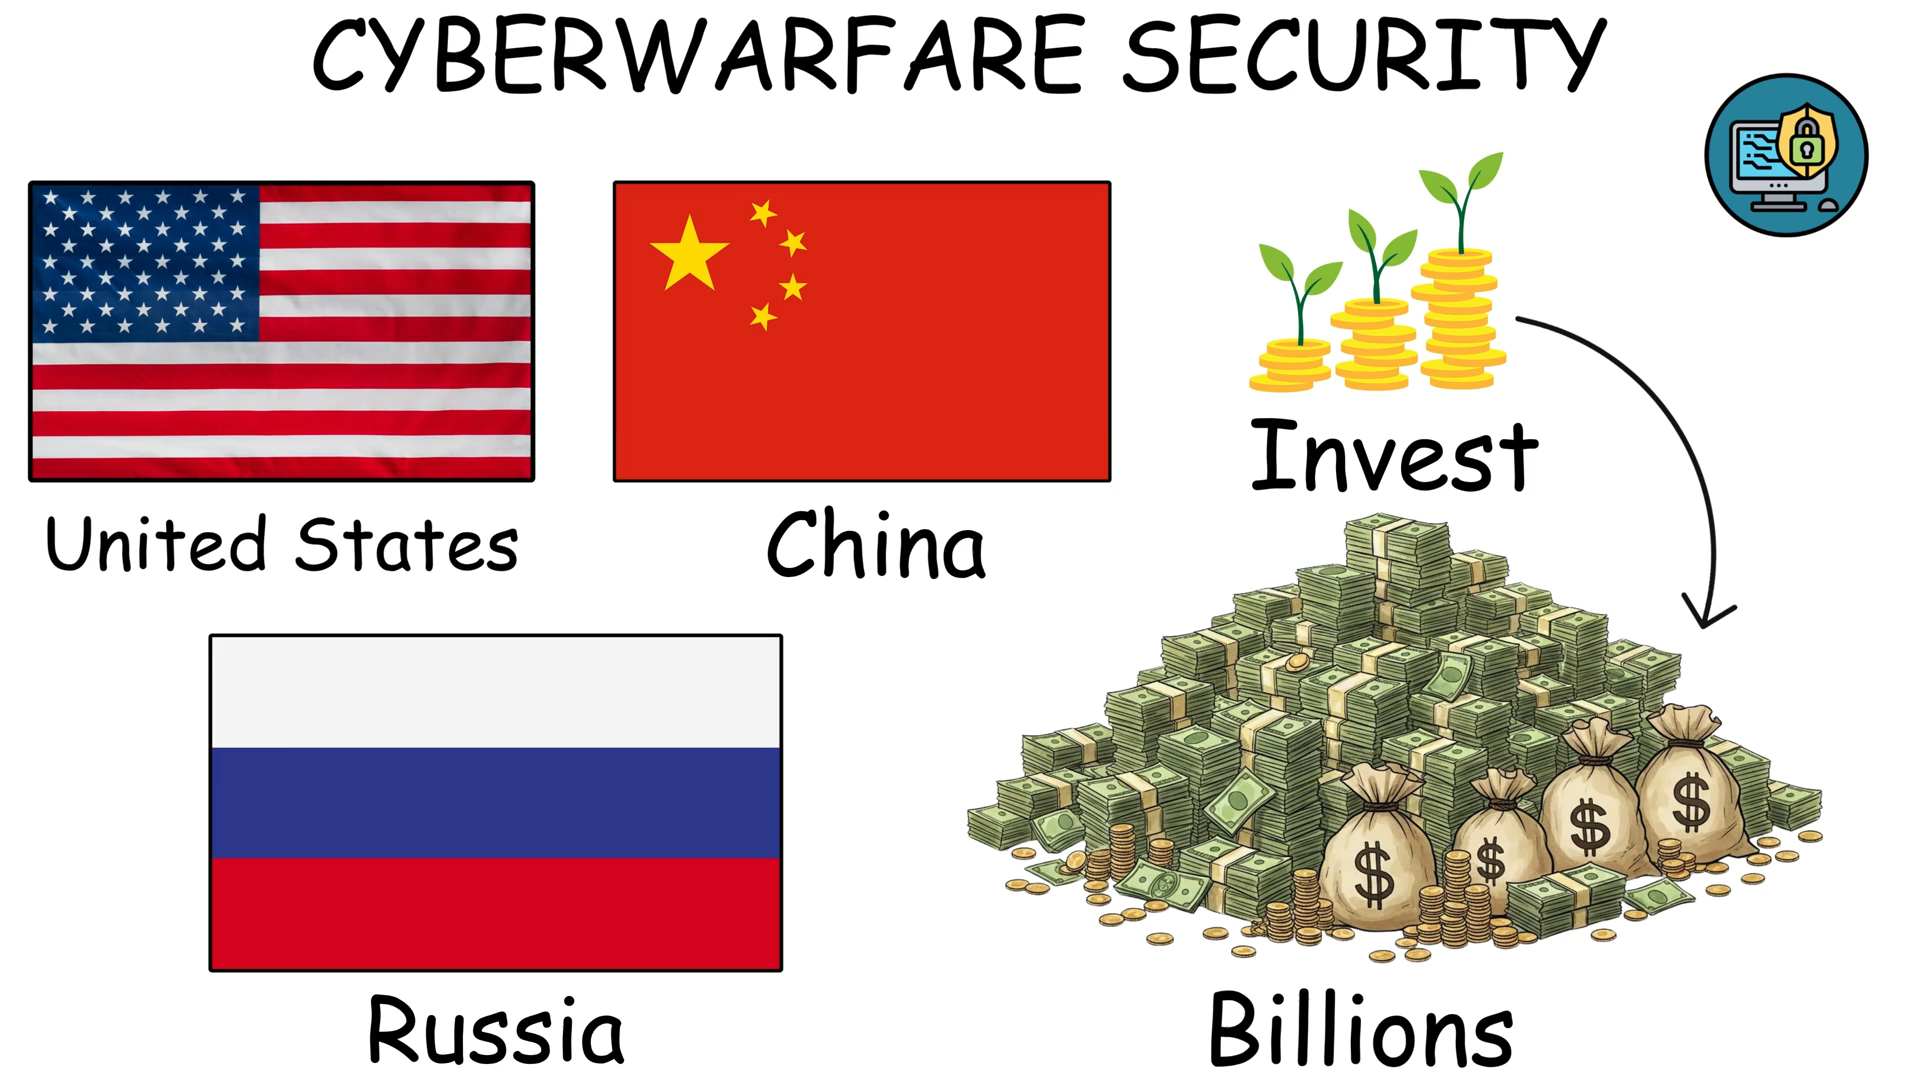 CYBERWARFARE SECURITY
United States
China
Invest
Russia
Billions
$
$
$
$